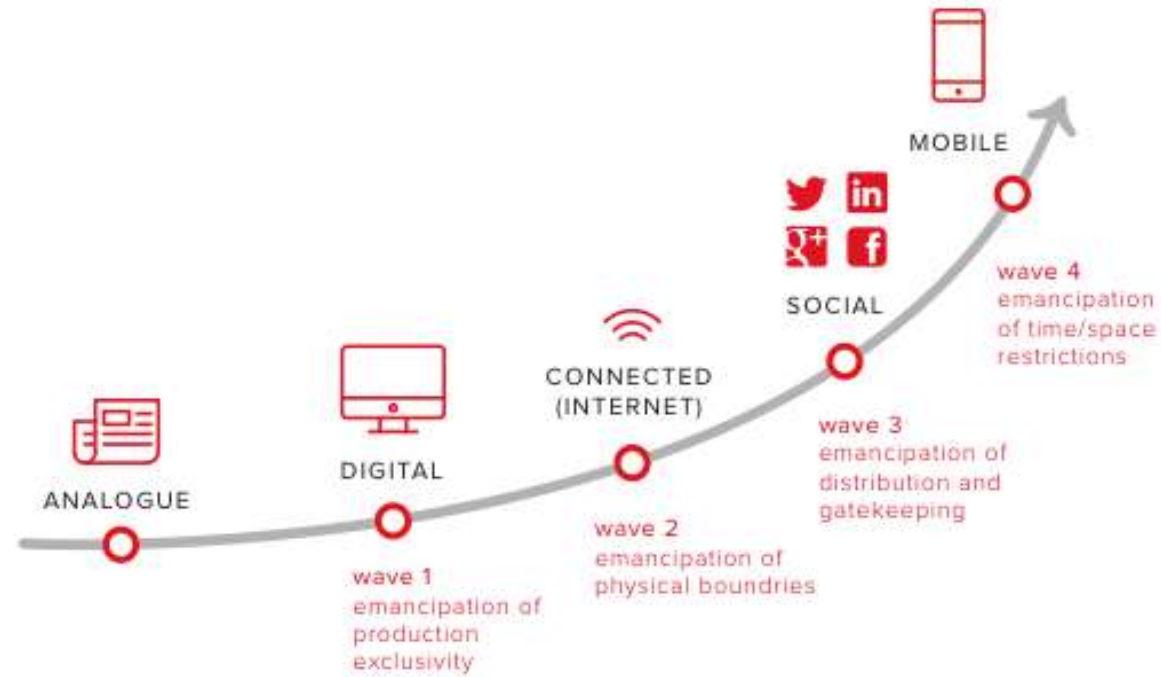 ANALOGUE
DIGITAL
wave 1
emancipation of
production
exclusivity
CONNECTED
(INTERNET)
wave 2
emancipation of
physical boundries
in
g+
f
SOCIAL
wave 3
emancipation of
distribution and
gatekeeping
MOBILE
wave 4
emancipation
of time/space
restrictions